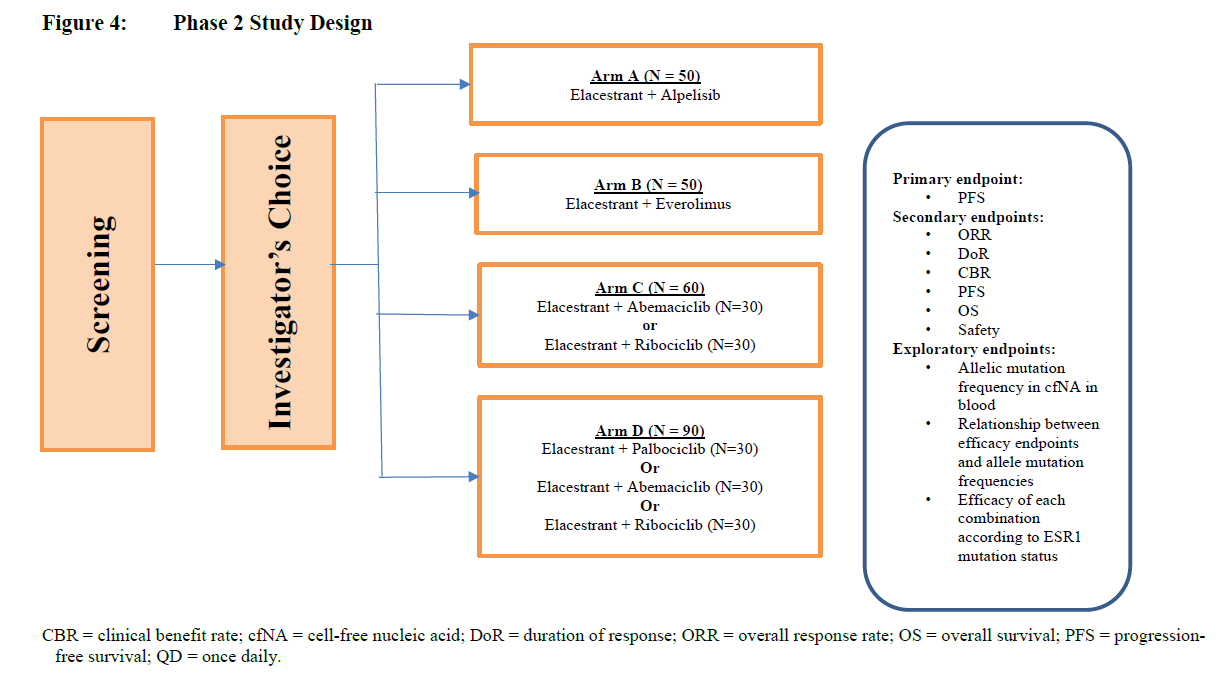 Figure 4: Phase 2 Study Design
Screening
Investigator’s Choice
Arm A (N = 50)
Elacestrant + Alpelisib
Arm B (N = 50)
Elacestrant + Everolimus
Arm C (N = 60)
Elacestrant + Abemaciclib (N=30)
or
Elacestrant + Ribociclib (N=30)
Arm D (N = 90)
Elacestrant + Palbociclib (N=30)
Or
Elacestrant + Abemaciclib (N=30)
Or
Elacestrant + Ribociclib (N=30)
Primary endpoint:
• PFS
Secondary endpoints:
• ORR
• DoR
• CBR
• PFS
• OS
• Safety
Exploratory endpoints:
• Allelic mutation
frequency in cfNA in
blood
• Relationship between
efficacy endpoints
and allele mutation
frequencies
• Efficacy of each
combination
according to ESR1
mutation status
CBR = clinical benefit rate; cfNA = cell-free nucleic acid; DoR = duration of response; ORR = overall response rate; OS = overall survival; PFS = progression-
free survival; QD = once daily.